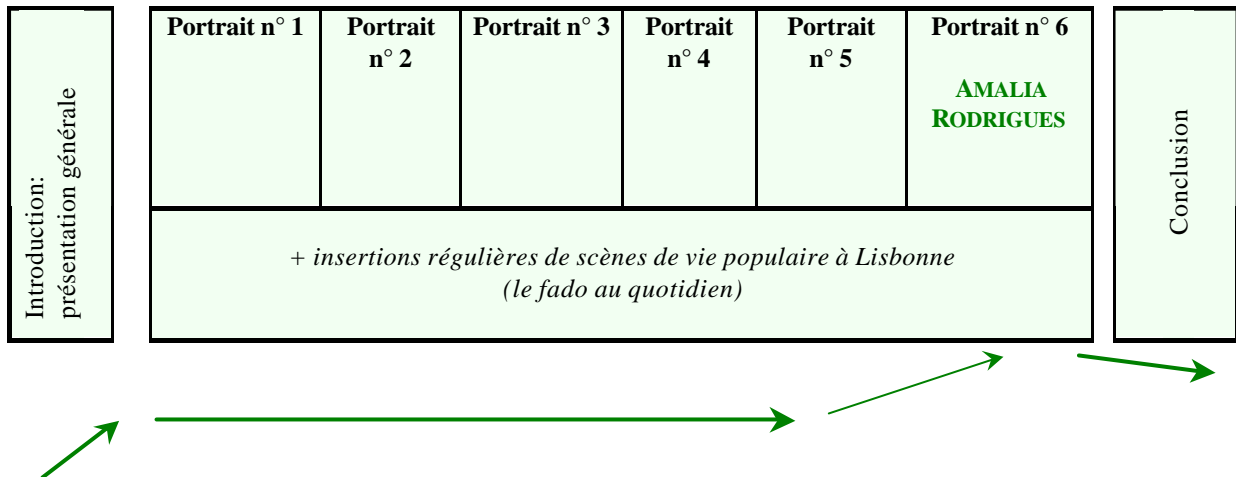 Introduction:
présentation générale
Portrait n° 1
Portrait
n° 2
Portrait n° 3
Portrait
n° 4
Portrait
n° 5
Portrait n° 6
AMALIA
RODRIGUES
+ insertions régulières de scènes de vie populaire à Lisbonne
(le fado au quotidien)
Conclusion